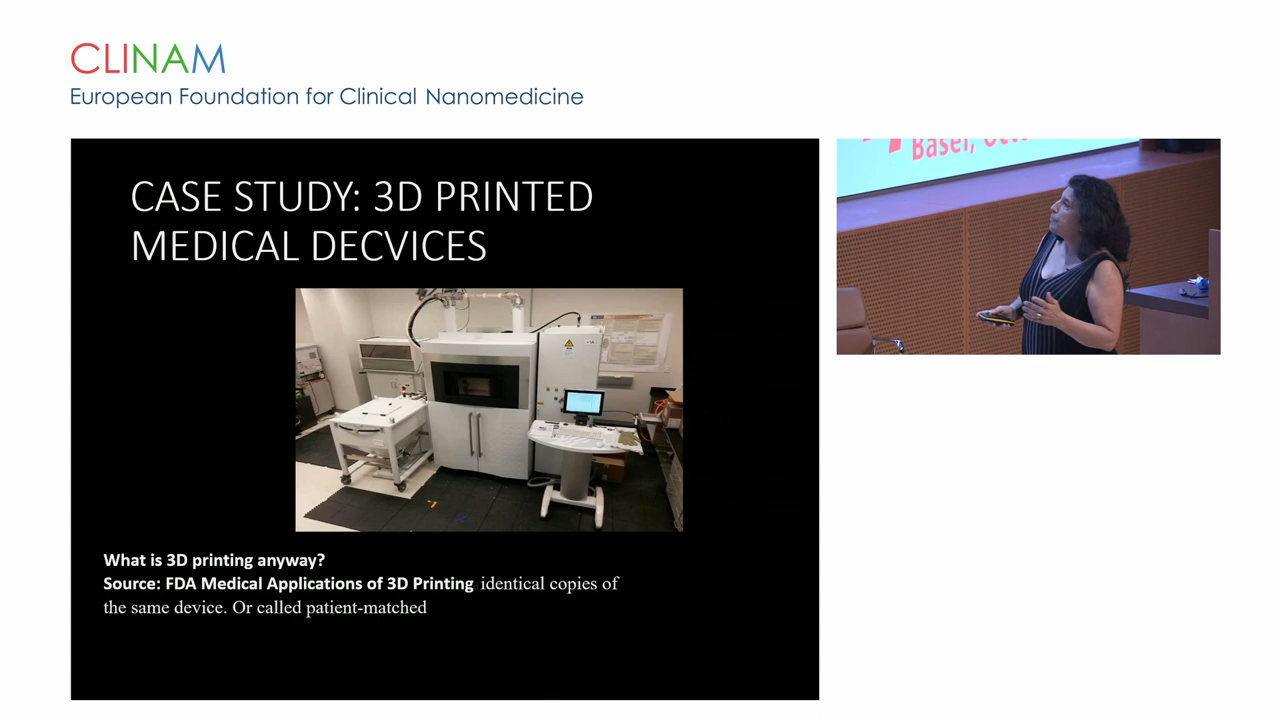 CLINAM
European Foundation for Clinical Nanomedicine
CASE STUDY: 3D PRINTED
MEDICAL DECVICES
What is 3D printing anyway?
Source: FDA Medical Applications of 3D Printing identical copies of
the same device. Or called patient-matched
Basel,